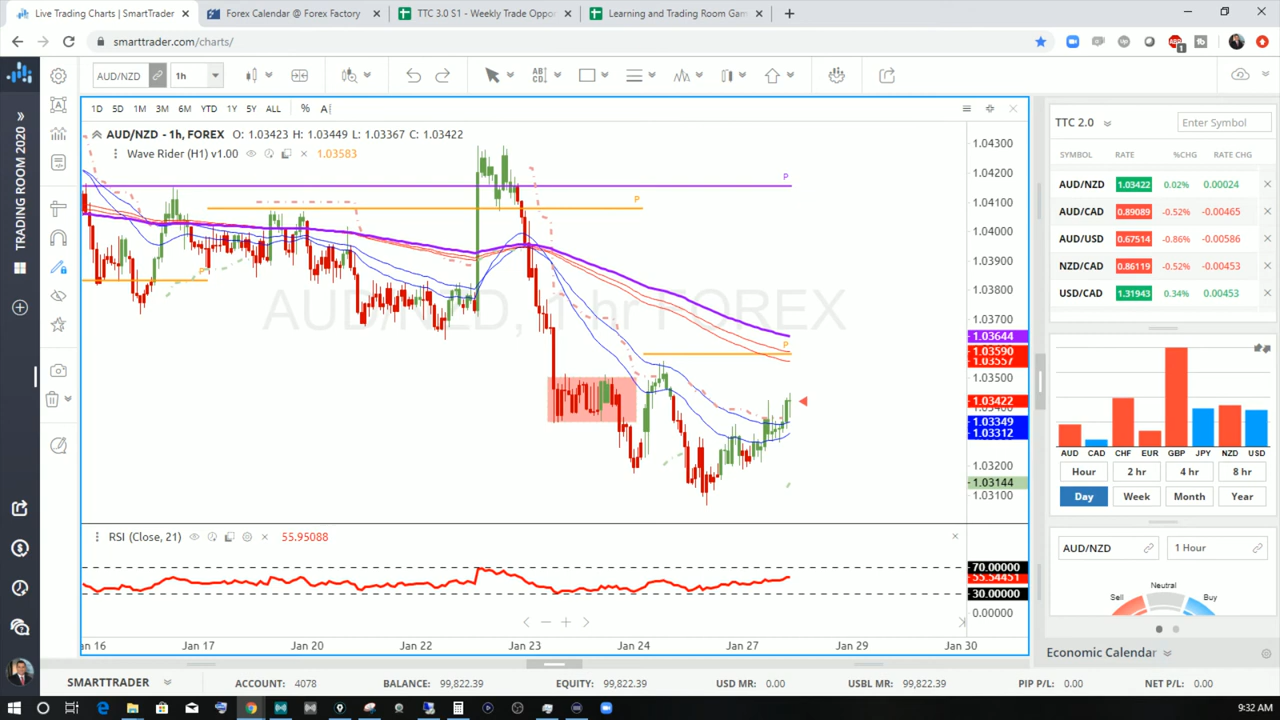 Live Trading Charts | SmartTrader
Forex Calendar @ Forex Factory
TTC 3.0 S1 - Weekly Trade Oppor
Learning and Trading Room Gam
smarttrader.com/charts/
AUD/NZD
1h
AB
CD
1D 5D 1M 3M 6M YTD 1Y 5Y ALL % A
AUD/NZD - 1h, FOREX O: 1.03423 H: 1.03449 L: 1.03367 C: 1.03422
Wave Rider (H1) v1.00 1.03583
AUD/NZD, 1 hr FOREX
P
P
P
P
1.04300
1.04200
1.04100
1.04000
1.03900
1.03800
1.03700
1.03644
1.03590
1.03557
1.03500
1.03422
1.03349
1.03312
1.03200
1.03144
1.03100
RSI (Close, 21) 55.95088
70.00000
55.54451
30.00000
0.00000
Jan 16 Jan 17 Jan 20 Jan 22 Jan 23 Jan 24 Jan 27 Jan 29 Jan 30
TRADING ROOM 2020
TTC 2.0
Enter Symbol
SYMBOL RATE %CHG RATE CHG
AUD/NZD 1.03422 0.02% 0.00024
AUD/CAD 0.89089 -0.52% -0.00465
AUD/USD 0.67514 -0.86% -0.00586
NZD/CAD 0.86119 -0.52% -0.00453
USD/CAD 1.31943 0.34% 0.00453
AUD CAD CHF EUR GBP JPY NZD USD
Hour 2 hr 4 hr 8 hr
Day Week Month Year
AUD/NZD 1 Hour
Neutral
Sell Buy
Economic Calendar
SMARTTRADER ACCOUNT: 4078 BALANCE: 99,822.39 EQUITY: 99,822.39 USD MR: 0.00 USBL MR: 99,822.39 PIP P/L: 0.00 NET P/L: 0.00
9:32 AM